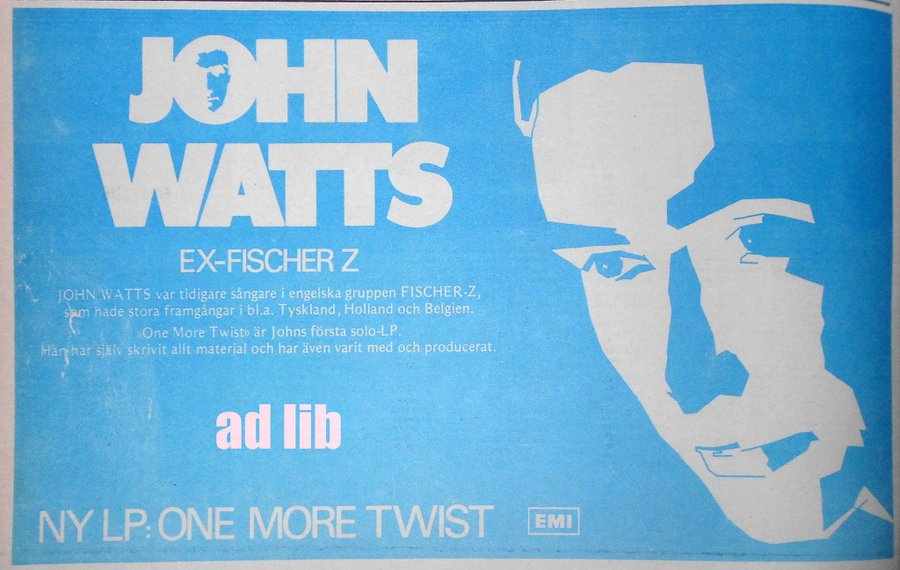 JOHN
WATTS
EX-FISCHER Z
JOHN WATTS var tidigare sångare i engelska gruppen FISCHER-Z,
som hade stora framgångar i bl.a. Tyskland, Holland och Belgien.
»One More Twist» är Johns första solo-LP.
Han har själv skrivit allt material och har även varit med och producerat.
ad lib
NY LP: ONE MORE TWIST
EMI